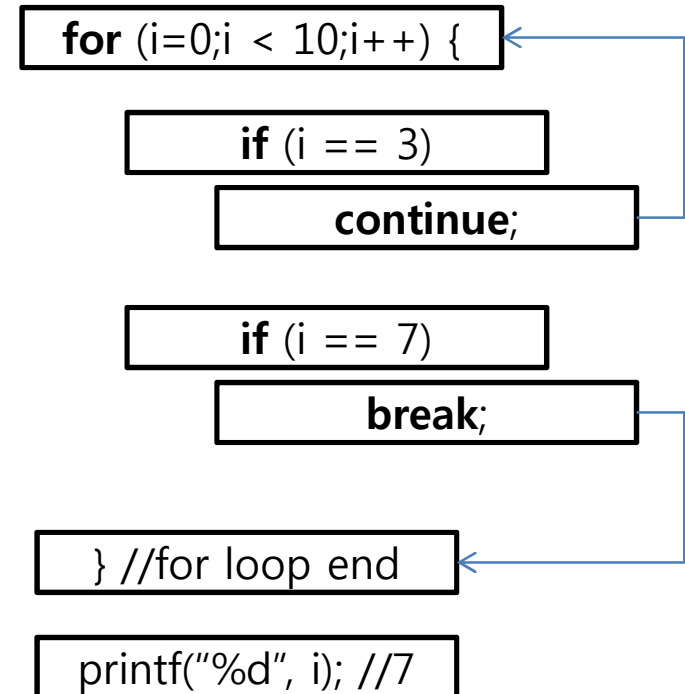 for (i=0;i < 10;i++) {
if (i == 3)
continue;
if (i == 7)
break;
} //for loop end
printf("%d", i); //7